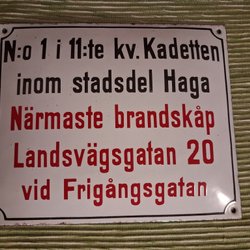 N:o 1 i 11:te kv. Kadetten
inom stadsdel Haga
Närmaste brandskåp
Landsvägsgatan 20
vid Frigångsgatan